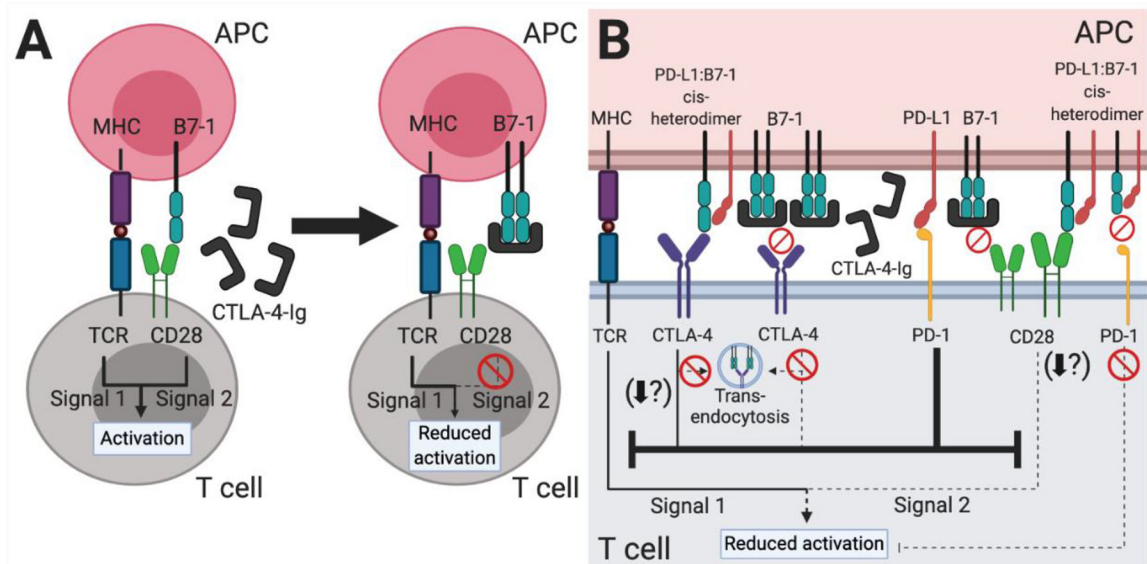 A
APC
MHC
B7-1
CTLA-4-Ig
TCR
CD28
Signal 1
Signal 2
Activation
T cell
APC
MHC
B7-1
TCR
CD28
Signal 1
Signal 2
Reduced
activation
T cell
B
APC
MHC
PD-L1:B7-1
cis-
heterodimer
B7-1
PD-L1
B7-1
PD-L1:B7-1
cis-
heterodimer
CTLA-4-Ig
TCR
CTLA-4
CTLA-4
PD-1
CD28
PD-1
(⬇?)
Trans-
endocytosis
(⬇?)
Signal 1
Signal 2
Reduced activation
T cell